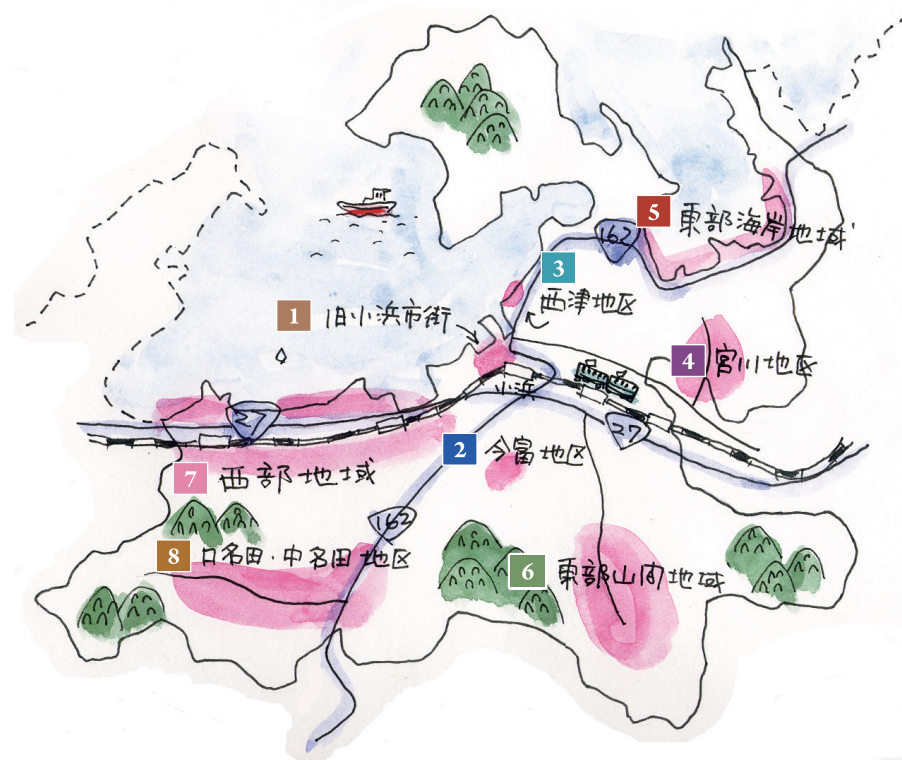 5 東部海岸地域
162
3
西津地区
1 旧小浜市街
4 宮川地区
小浜
27
27
2 今富地区
7 西部地域
162
8 口名田・中名田地区
6 東部山間地域